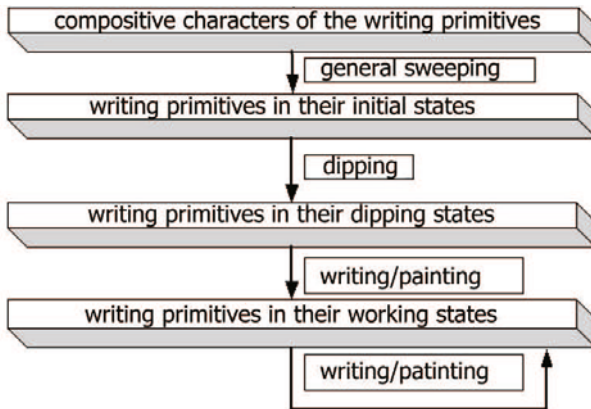 compositive characters of the writing primitives
general sweeping
writing primitives in their initial states
dipping
writing primitives in their dipping states
writing/painting
writing primitives in their working states
writing/patinting